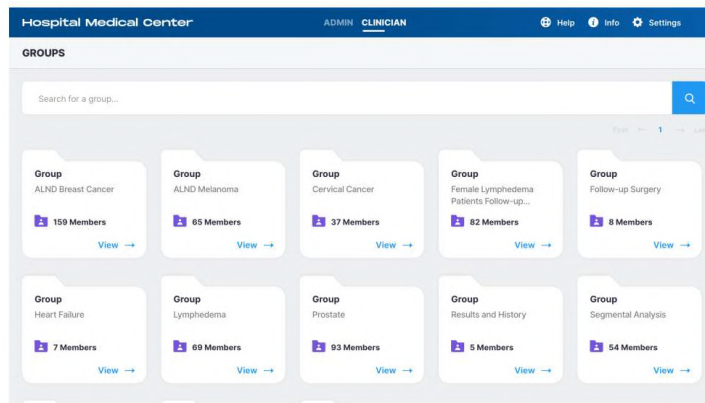 Hospital Medical Center
ADMIN CLINICIAN
Help Info Settings
GROUPS
Search for a group...
First ← 1 →
Group
ALND Breast Cancer
159 Members
View →
Group
ALND Melanoma
65 Members
View →
Group
Cervical Cancer
37 Members
View →
Group
Female Lymphedema
Patients Follow-up...
82 Members
View →
Group
Follow-up Surgery
8 Members
View →
Group
Heart Failure
7 Members
View →
Group
Lymphedema
69 Members
View →
Group
Prostate
93 Members
View →
Group
Results and History
5 Members
View →
Group
Segmental Analysis
54 Members
View →